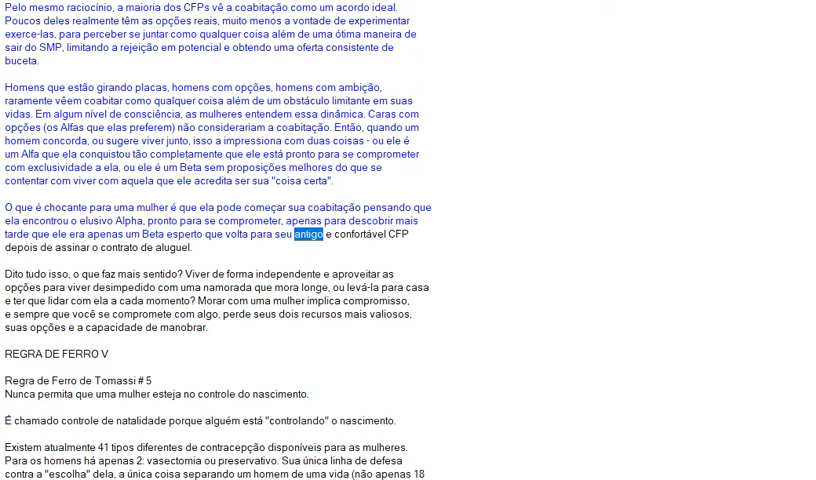 Pelo mesmo raciocínio, a maioria dos CFPs vê a coabitação como um acordo ideal.
Poucos deles realmente têm as opções reais, muito menos a vontade de experimentar
exerce-las, para perceber se juntar como qualquer coisa além de uma ótima maneira de
sair do SMP, limitando a rejeição em potencial e obtendo uma oferta consistente de
buceta.
Homens que estão girando placas, homens com opções, homens com ambição,
raramente vêem coabitar como qualquer coisa além de um obstáculo limitante em suas
vidas. Em algum nível de consciência, as mulheres entendem essa dinâmica. Caras com
opções (os Alfas que elas preferem) não considerariam a coabitação. Então, quando um
homem concorda, ou sugere viver junto, isso a impressiona com duas coisas - ou ele é
um Alfa que ela conquistou tão completamente que ele está pronto para se comprometer
com exclusividade a ela, ou ele é um Beta sem proposições melhores do que se
contentar com viver com aquela que ele acredita ser sua "coisa certa".
O que é chocante para uma mulher é que ela pode começar sua coabitação pensando que
ela encontrou o elusivo Alpha, pronto para se comprometer, apenas para descobrir mais
tarde que ele era apenas um Beta esperto que volta para seu antigo e confortável CFP
depois de assinar o contrato de aluguel.
Dito tudo isso, o que faz mais sentido? Viver de forma independente e aproveitar as
opções para viver desimpedido com uma namorada que mora longe, ou levá-la para casa
e ter que lidar com ela a cada momento? Morar com uma mulher implica compromisso,
e sempre que você se compromete com algo, perde seus dois recursos mais valiosos,
suas opções e a capacidade de manobrar.
REGRA DE FERRO V
Regra de Ferro de Tomassi # 5
Nunca permita que uma mulher esteja no controle do nascimento.
É chamado controle de natalidade porque alguém está "controlando" o nascimento.
Existem atualmente 41 tipos diferentes de contracepção disponíveis para as mulheres.
Para os homens há apenas 2: vasectomia ou preservativo. Sua única linha de defesa
contra a "escolha" dela, a única coisa separando um homem de uma vida (não apenas 18